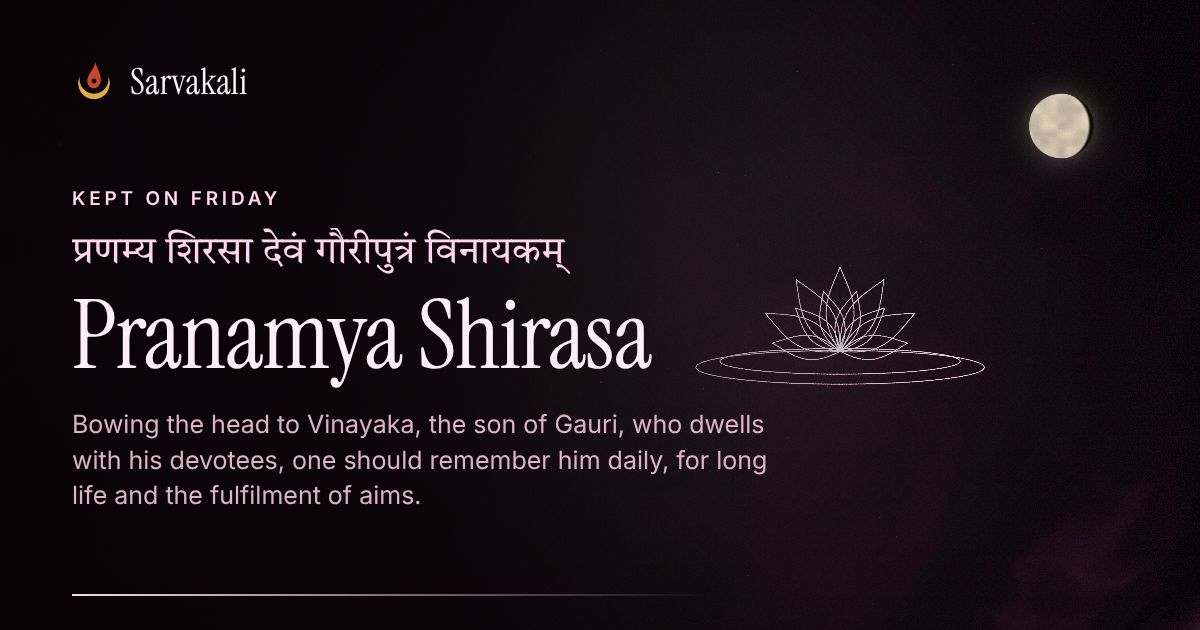 Sarvakali
KEPT ON FRIDAY
प्रणम्य शिरसा देवं गौरीपुत्रं विनायकम्
Pranamya Shirasa
Bowing the head to Vinayaka, the son of Gauri, who dwells
with his devotees, one should remember him daily, for long
life and the fulfilment of aims.